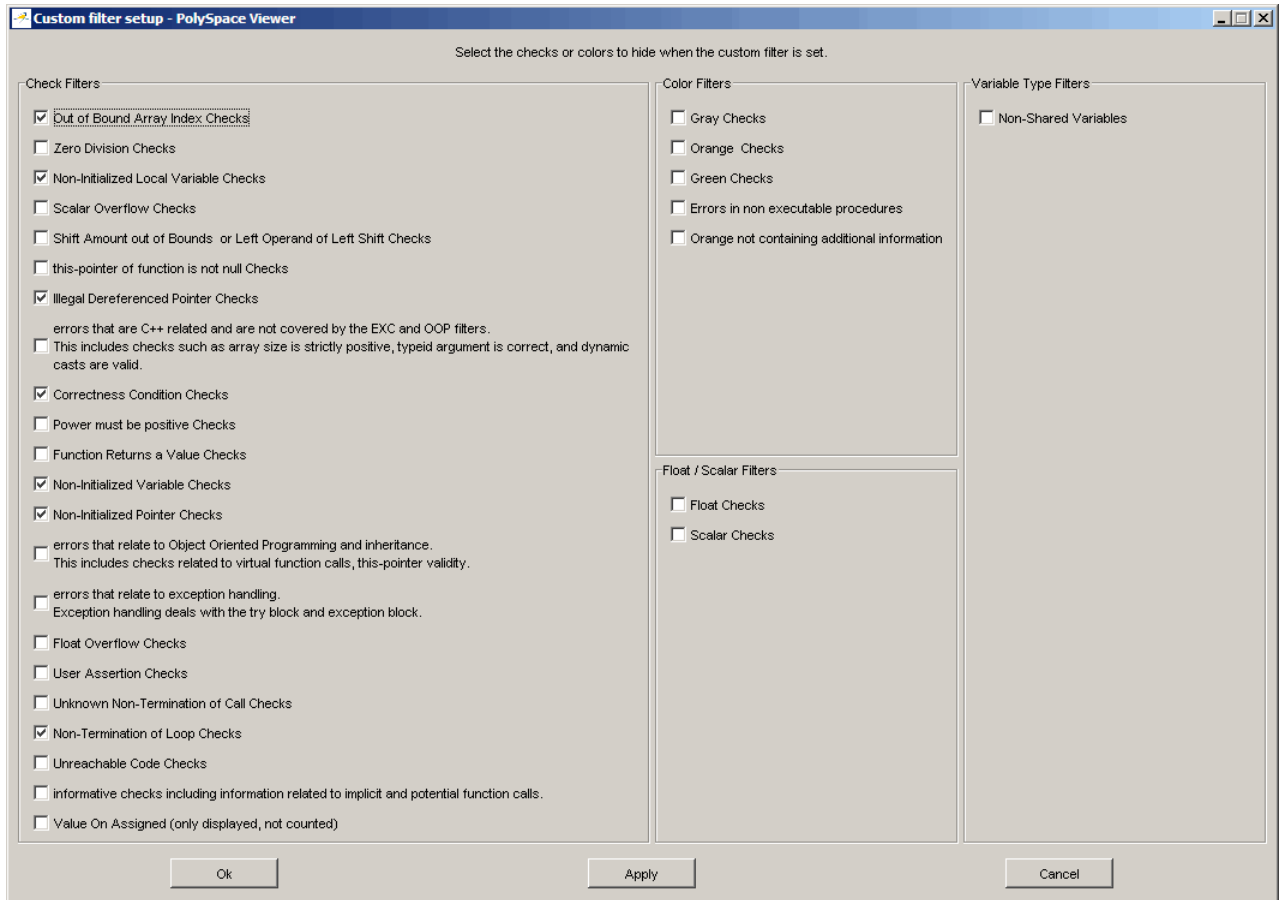 Custom filter setup - PolySpace Viewer
Select the checks or colors to hide when the custom filter is set.
Check Filters
Out of Bound Array Index Checks
Zero Division Checks
Non-Initialized Local Variable Checks
Scalar Overflow Checks
Shift Amount out of Bounds or Left Operand of Left Shift Checks
this-pointer of function is not null Checks
Illegal Dereferenced Pointer Checks
errors that are C++ related and are not covered by the EXC and OOP filters.
This includes checks such as array size is strictly positive, typeid argument is correct, and dynamic
casts are valid.
Correctness Condition Checks
Power must be positive Checks
Function Returns a Value Checks
Non-Initialized Variable Checks
Non-Initialized Pointer Checks
errors that relate to Object Oriented Programming and inheritance.
This includes checks related to virtual function calls, this-pointer validity.
errors that relate to exception handling.
Exception handling deals with the try block and exception block.
Float Overflow Checks
User Assertion Checks
Unknown Non-Termination of Call Checks
Non-Termination of Loop Checks
Unreachable Code Checks
informative checks including information related to implicit and potential function calls.
Value On Assigned (only displayed, not counted)
Color Filters
Gray Checks
Orange Checks
Green Checks
Errors in non executable procedures
Orange not containing additional information
Float / Scalar Filters
Float Checks
Scalar Checks
Variable Type Filters
Non-Shared Variables
Ok
Apply
Cancel